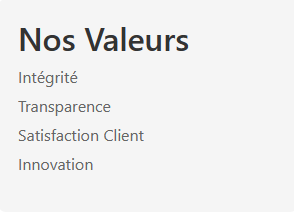 Nos Valeurs
Intégrité
Transparence
Satisfaction Client
Innovation